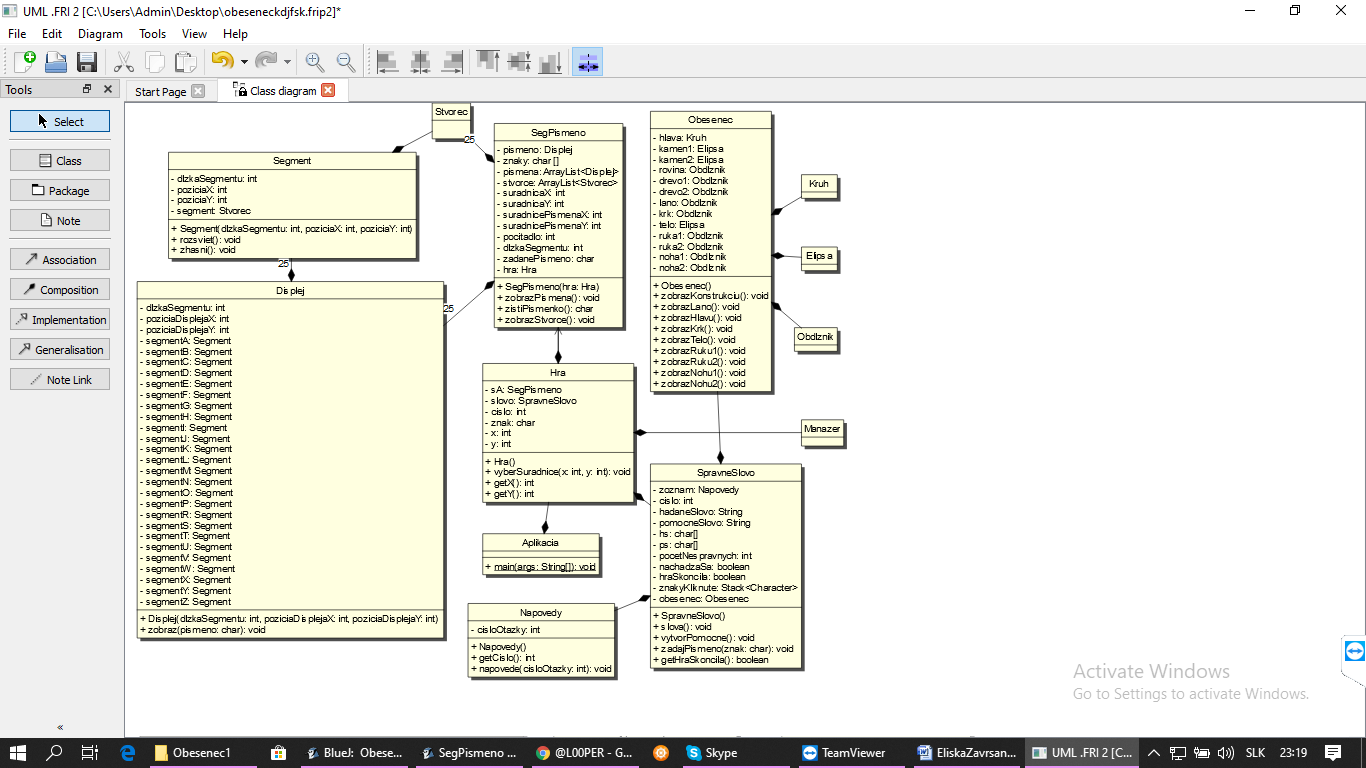 UML .FRI 2 [C:\Users\Admin\Desktop\obeseneckdjfsk.frip2]*
File Edit Diagram Tools View Help
Tools
Start Page
Class diagram
Select
Class
Package
Note
Association
Composition
Implementation
Generalisation
Note Link
«
Stvorec
25
Segment
- dlzkaSegmentu: int
- poziciaX: int
- poziciaY: int
- segment: Stvorec
+ Segment(dlzkaSegmentu: int, poziciaX: int, poziciaY: int)
+ rozsviet(): void
+ zhasni(): void
25
Displej
- dlzkaSegmentu: int
- poziciaDisplejaX: int
- poziciaDisplejaY: int
- segmentA: Segment
- segmentB: Segment
- segmentC: Segment
- segmentD: Segment
- segmentE: Segment
- segmentF: Segment
- segmentG: Segment
- segmentH: Segment
- segmentI: Segment
- segmentJ: Segment
- segmentK: Segment
- segmentL: Segment
- segmentM: Segment
- segmentN: Segment
- segmentO: Segment
- segmentP: Segment
- segmentR: Segment
- segmentS: Segment
- segmentT: Segment
- segmentU: Segment
- segmentV: Segment
- segmentW: Segment
- segmentX: Segment
- segmentY: Segment
- segmentZ: Segment
+ Displej(dlzkaSegmentu: int, poziciaDisplejaX: int, poziciaDisplejaY: int)
+ zobraz(pismeno: char): void
25
SegPismeno
- pismeno: Displej
- znaky: char []
- pismena: ArrayList<Displej>
- stvorce: ArrayList<Stvorec>
- suradnicaX: int
- suradnicaY: int
- suradnicePismenaX: int
- suradnicePismenaY: int
- pocitadlo: int
- dlzkaSegmentu: int
- zadanePismeno: char
- hra: Hra
+ SegPismeno(hra: Hra)
+ zobrazPismena(): void
+ zistiPismenko(): char
+ zobrazStvorce(): void
Hra
- sA: SegPismeno
- slovo: SpravneSlovo
- cislo: int
- znak: char
- x: int
- y: int
+ Hra()
+ vyberSuradnice(x: int, y: int): void
+ getX(): int
+ getY(): int
Aplikacia
+ main(args: String[]): void
Napovedy
- cisloOtazky: int
+ Napovedy()
+ getCislo(): int
+ napovede(cisloOtazky: int): void
Obesenec
- hlava: Kruh
- kamen1: Elipsa
- kamen2: Elipsa
- rovina: Obdlznik
- drevo1: Obdlznik
- drevo2: Obdlznik
- lano: Obdlznik
- krk: Obdlznik
- telo: Elipsa
- ruka1: Obdlznik
- ruka2: Obdlznik
- noha1: Obdlznik
- noha2: Obdlznik
+ Obesenec()
+ zobrazKonstrukciu(): void
+ zobrazLano(): void
+ zobrazHlavu(): void
+ zobrazKrk(): void
+ zobrazTelo(): void
+ zobrazRuku1(): void
+ zobrazRuku2(): void
+ zobrazNohu1(): void
+ zobrazNohu2(): void
Kruh
Elipsa
Obdlznik
Manazer
SpravneSlovo
- zoznam: Napovedy
- cislo: int
- hadaneSlovo: String
- pomocneSlovo: String
- hs: char[]
- ps: char[]
- pocetNespravnych: int
- nachadzaSa: boolean
- hraSkoncila: boolean
- znakyKliknute: Stack<Character>
- obesenec: Obesenec
+ SpravneSlovo()
+ slova(): void
+ vytvorPomocne(): void
+ zadajPismeno(znak: char): void
+ getHraSkoncila(): boolean
Activate Windows
Go to Settings to activate Windows.
Obesenec1
BlueJ: Obese...
SegPismeno ...
@L00PER - G...
Skype
TeamViewer
EliskaZavrsan...
UML .FRI 2 [C...
SLK
23:19